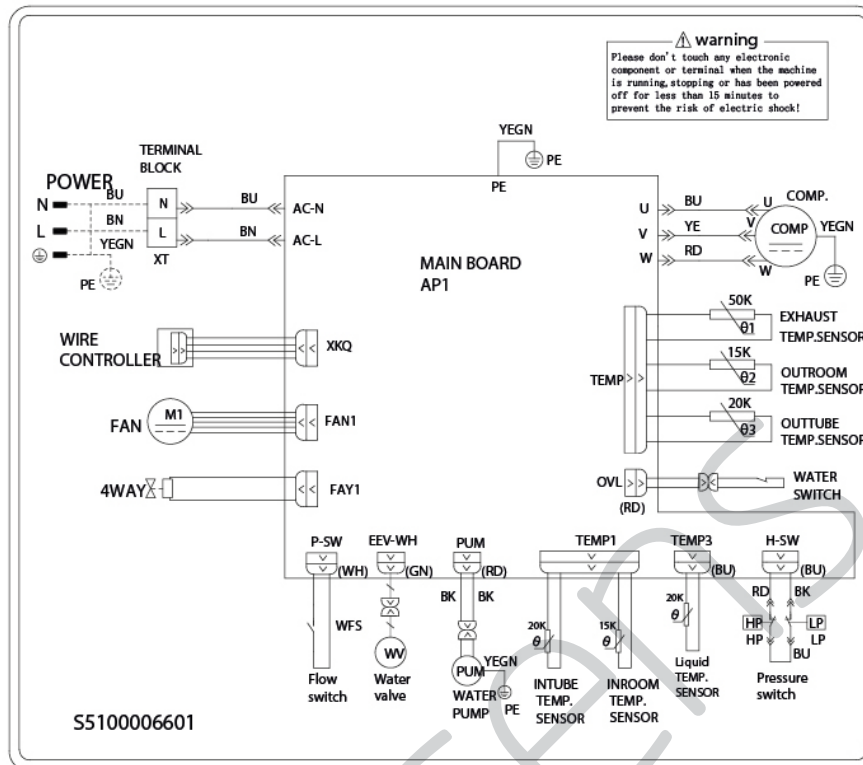 ⚠ warning
Please don't touch any electronic
component or terminal when the machine
is running, stopping or has been powered
off for less than 15 minutes to
prevent the risk of electric shock!
YEGN
PE
PE
TERMINAL
BLOCK
POWER
N
BU
N
BU
AC-N
L
BN
L
BN
AC-L
YEGN
XT
PE
MAIN BOARD
AP1
U
BU
U
COMP.
V
YE
V
COMP
YEGN
W
RD
W
PE
WIRE
CONTROLLER
XKQ
FAN
M1
FAN1
4WAY
FAY1
TEMP
50K
θ1
EXHAUST
TEMP.SENSOR
15K
θ2
OUTROOM
TEMP.SENSOR
20K
θ3
OUTTUBE
TEMP.SENSOR
OVL
(RD)
WATER
SWITCH
P-SW
(WH)
WFS
Flow
switch
EEV-WH
(GN)
WV
Water
valve
PUM
(RD)
BK
BK
PUM
YEGN
WATER
PUMP
PE
TEMP1
20K
θ
INTUBE
TEMP.
SENSOR
15K
θ
INROOM
TEMP.
SENSOR
TEMP3
(BU)
20K
θ
Liquid
TEMP.
SENSOR
H-SW
(BU)
RD
BK
HP
LP
HP
LP
BU
Pressure
switch
S5100006601
ens